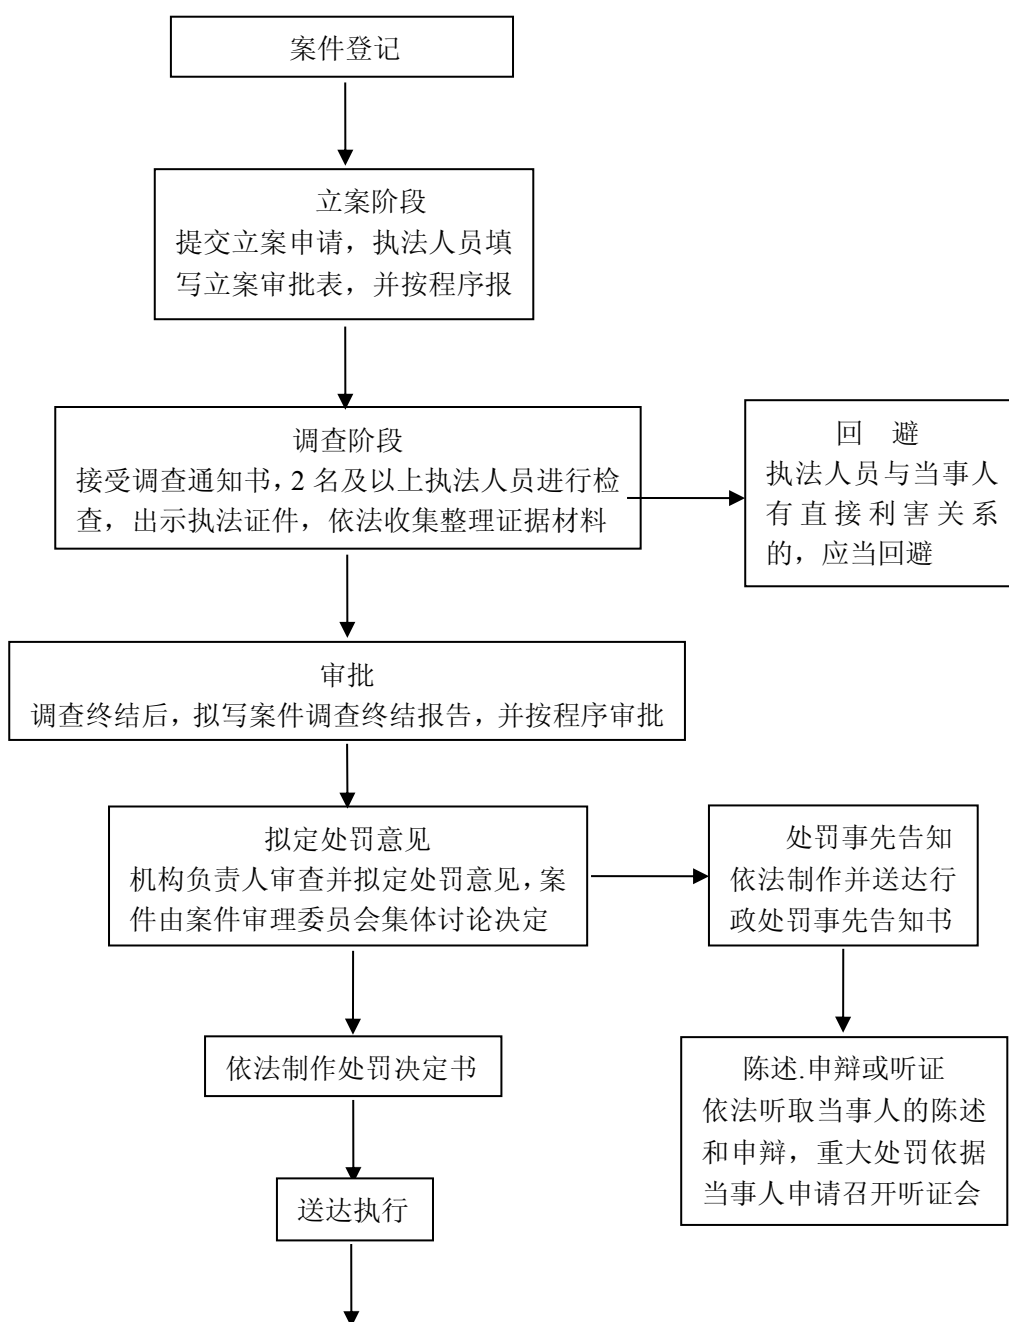 案件登记
立案阶段
提交立案申请，执法人员填
写立案审批表，并按程序报
调查阶段
接受调查通知书，2 名及以上执法人员进行检
查，出示执法证件，依法收集整理证据材料
回 避
执法人员与当事人
有直接利害关系
的，应当回避
审批
调查终结后，拟写案件调查终结报告，并按程序审批
拟定处罚意见
机构负责人审查并拟定处罚意见，案
件由案件审理委员会集体讨论决定
处罚事先告知
依法制作并送达行
政处罚事先告知书
依法制作处罚决定书
陈述.申辩或听证
依法听取当事人的陈述
和申辩，重大处罚依据
当事人申请召开听证会
送达执行